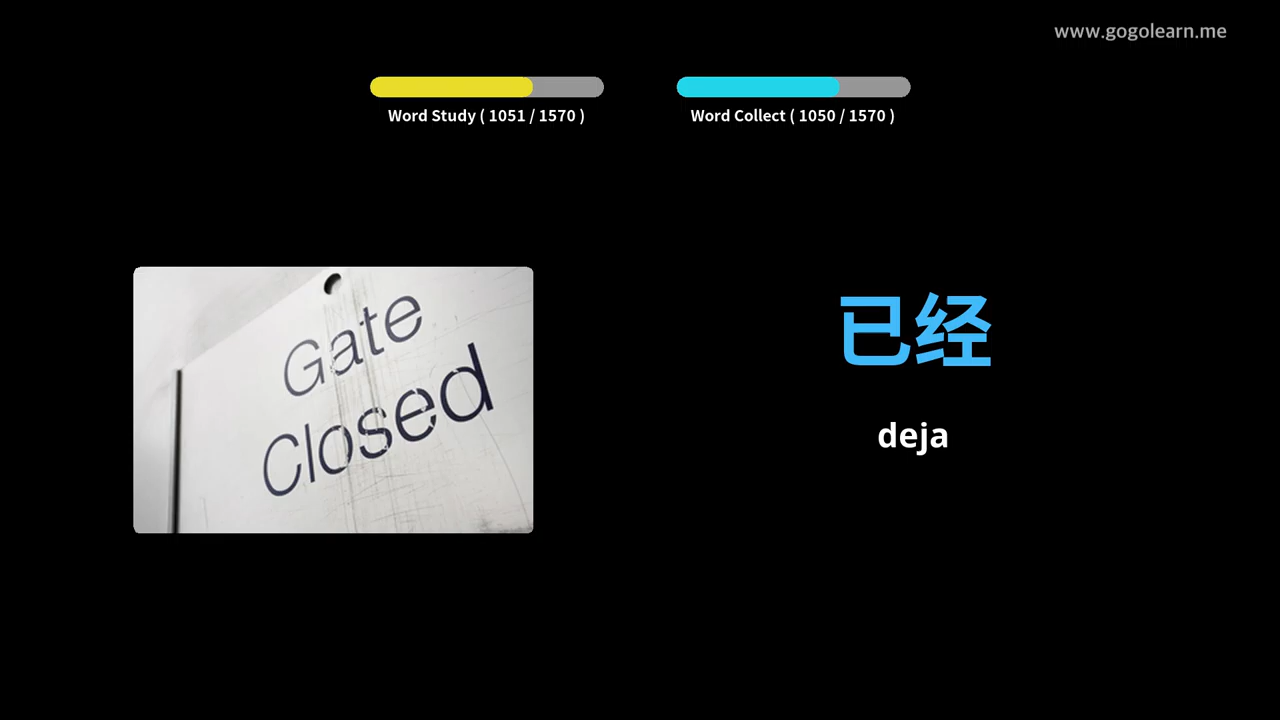 www.gogolearn.me
Word Study ( 1051 / 1570 )
Word Collect ( 1050 / 1570 )
Gate
Closed
已经
deja